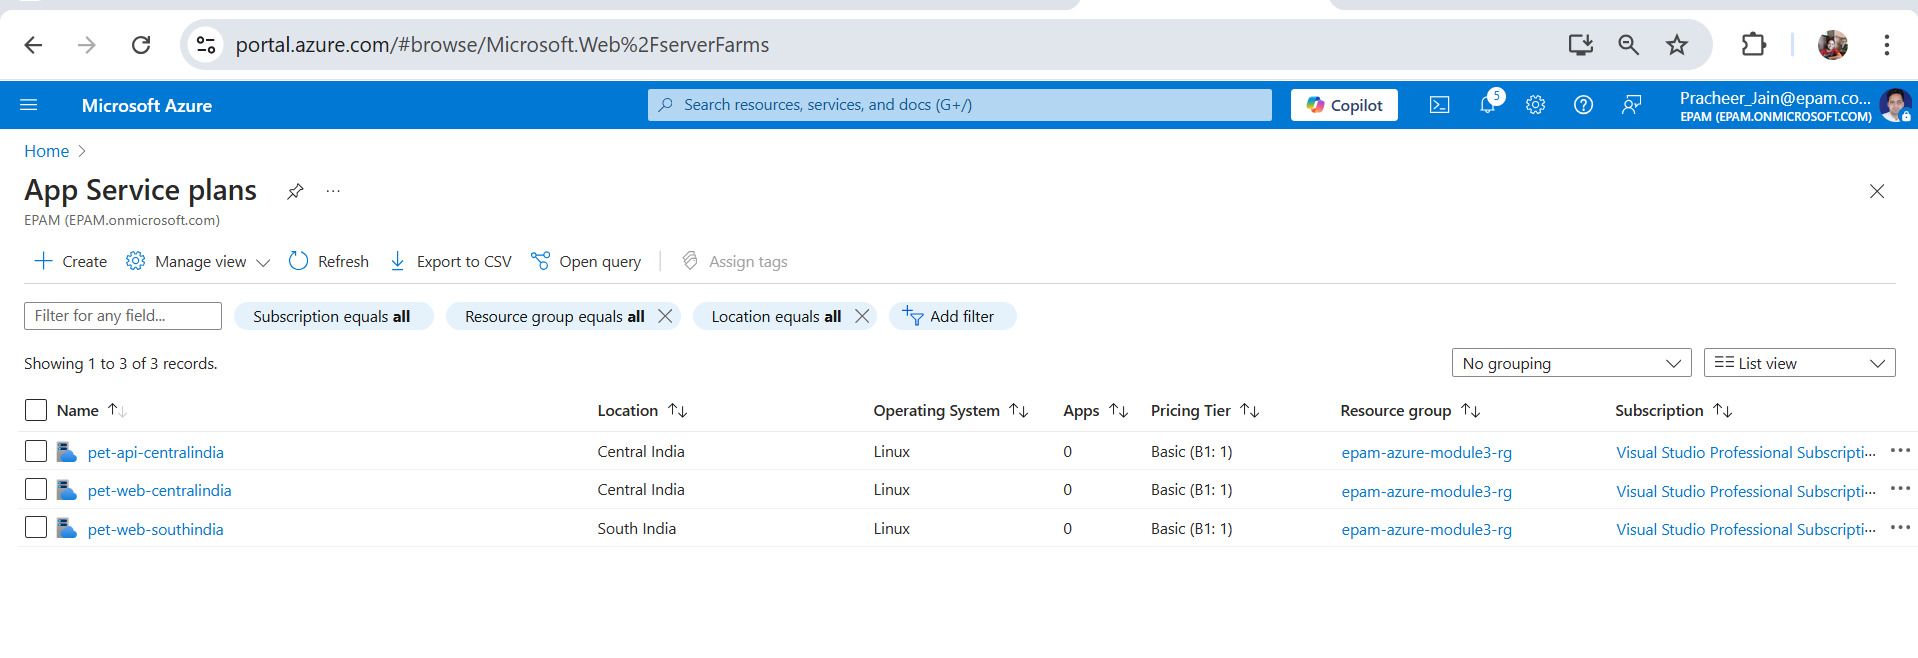 portal.azure.com/#browse/Microsoft.Web%2FserverFarms
Microsoft Azure
Search resources, services, and docs (G+/)
Copilot
5
Pracheer_Jain@epam.co...
EPAM (EPAM.ONMICROSOFT.COM)
Home
App Service plans
EPAM (EPAM.onmicrosoft.com)
Create Manage view Refresh Export to CSV Open query Assign tags
Filter for any field... Subscription equals all Resource group equals all Location equals all Add filter
Showing 1 to 3 of 3 records. No grouping List view
Name Location Operating System Apps Pricing Tier Resource group Subscription
pet-api-centralindia Central India Linux 0 Basic (B1: 1) epam-azure-module3-rg Visual Studio Professional Subscripti...
pet-web-centralindia Central India Linux 0 Basic (B1: 1) epam-azure-module3-rg Visual Studio Professional Subscripti...
pet-web-southindia South India Linux 0 Basic (B1: 1) epam-azure-module3-rg Visual Studio Professional Subscripti...